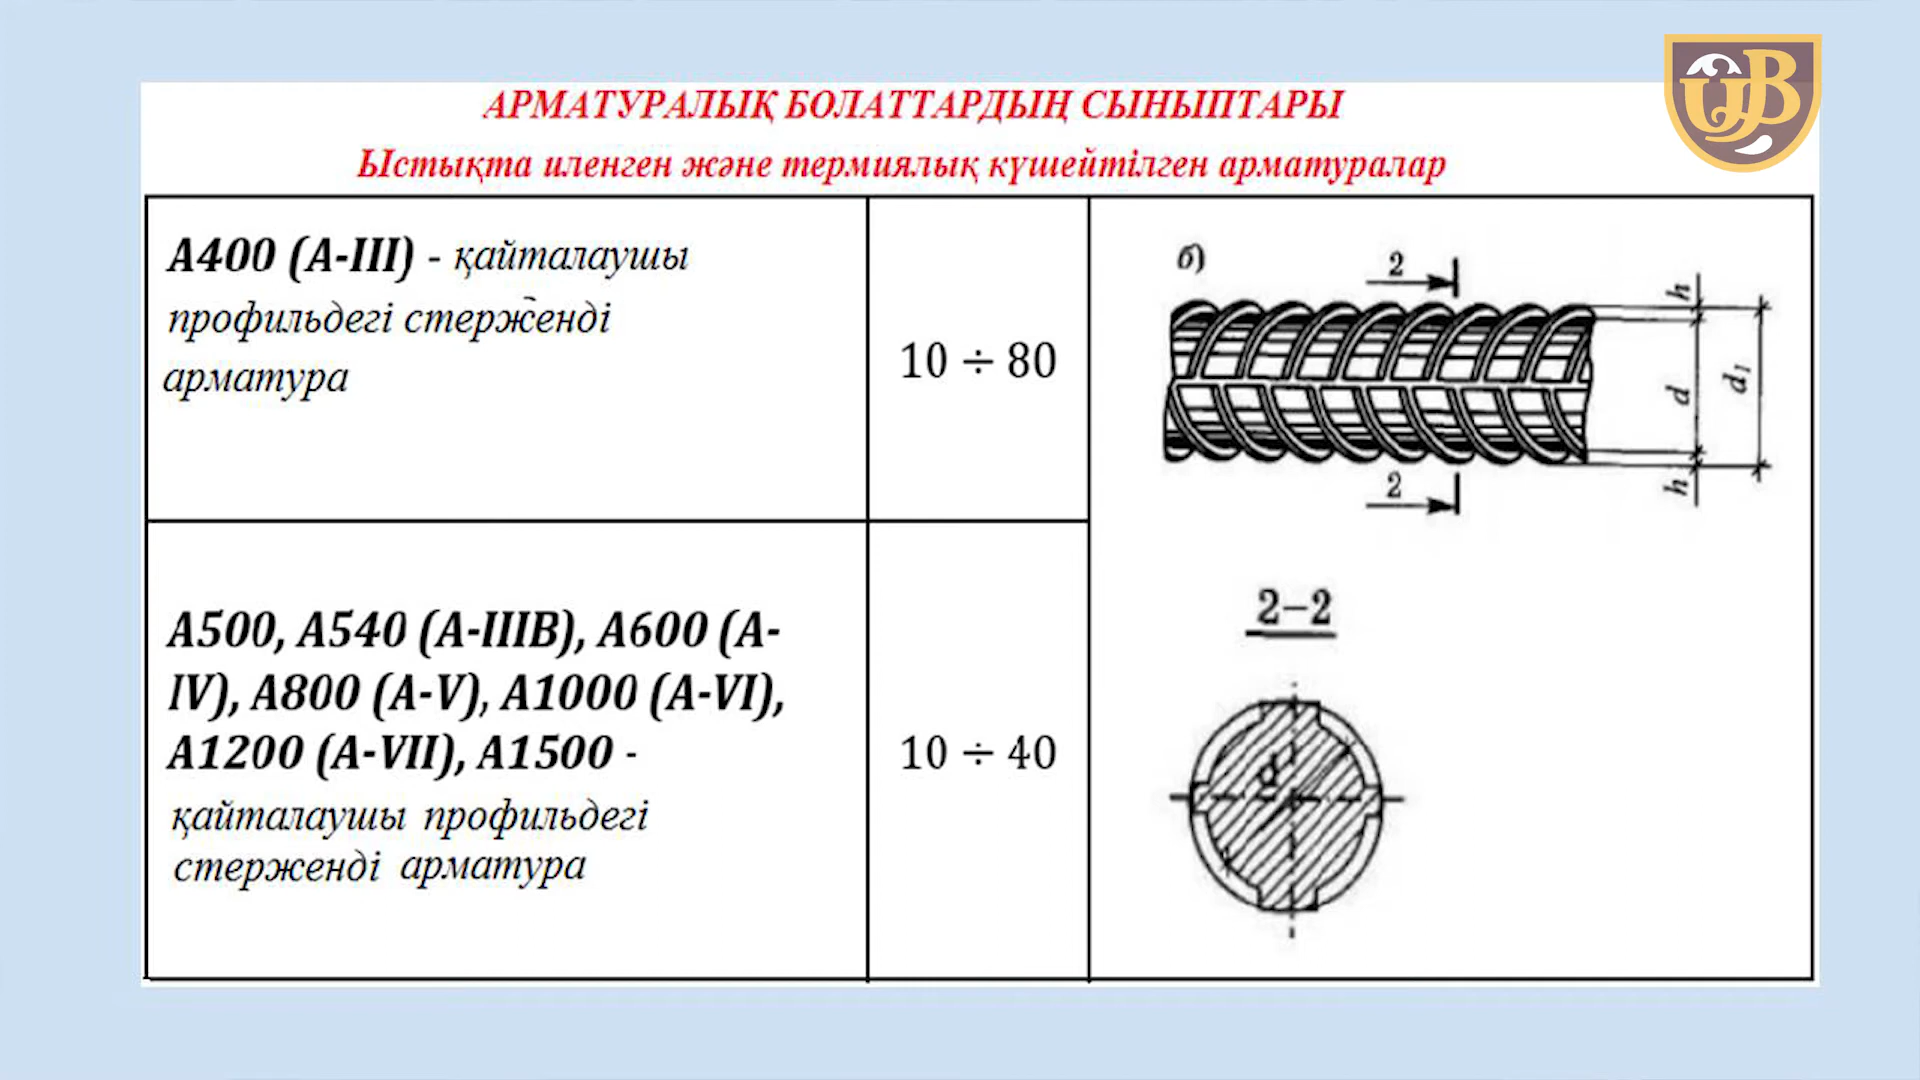 АРМАТУРАЛЫҚ БОЛАТТАРДЫҢ СЫНЫПТАРЫ
Ыстықта иленген және термиялық күшейтілген арматуралар
A400 (A-III) - қайталаушы
профильдегі стерженді
арматура
10 ÷ 80
б)
2
h
d
d₁
h
2
A500, A540 (A-IIIB), A600 (A-
IV), A800 (A-V), A1000 (A-VI),
A1200 (A-VII), A1500 -
қайталаушы профильдегі
стерженді арматура
10 ÷ 40
2-2
d